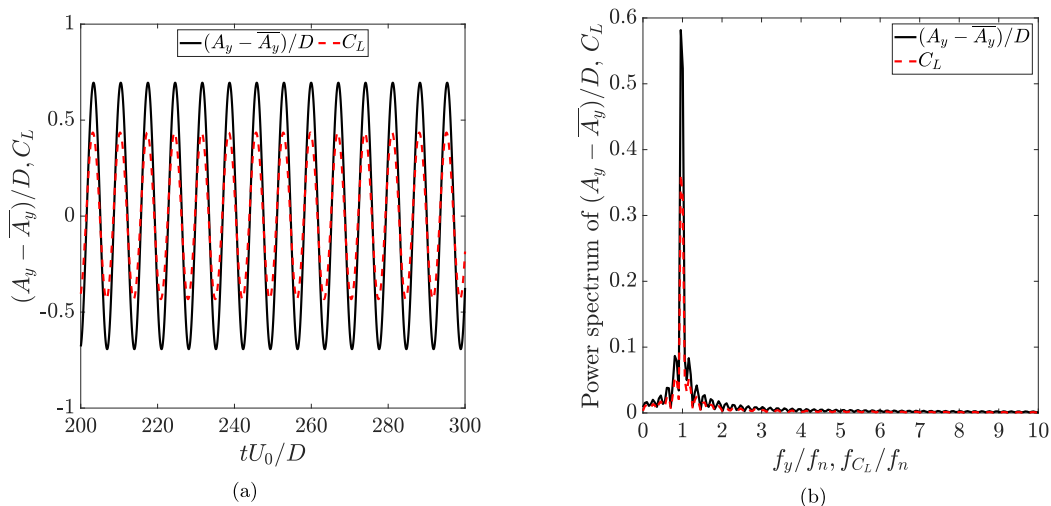 (A_y − \overline{A_y})/D C_L
1
0.5
0
-0.5
-1
(A_y − \overline{A_y})/D, C_L
200 220 240 260 280 300
tU_0/D
(a)
(A_y − \overline{A_y})/D
C_L
0.6
0.5
0.4
0.3
0.2
0.1
0
Power spectrum of (A_y − \overline{A_y})/D, C_L
0 1 2 3 4 5 6 7 8 9 10
f_y/f_n, f_{C_L}/f_n
(b)